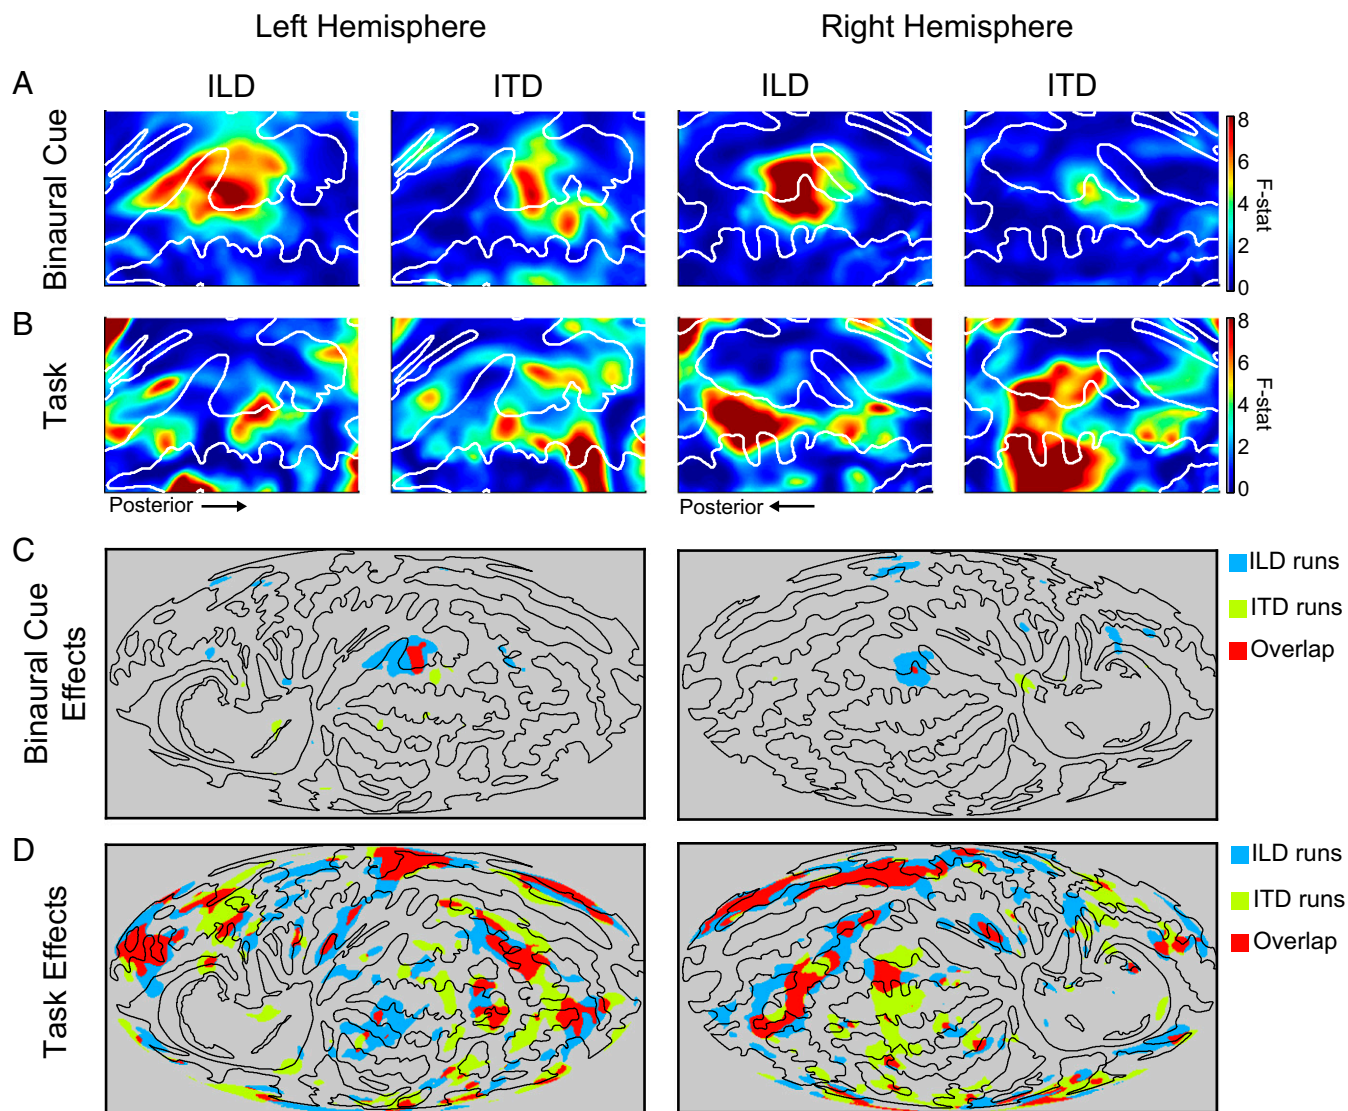 Left Hemisphere Right Hemisphere
A ILD ITD ILD ITD
Binaural Cue
8
6
4
2
0
F-stat
B
Task
8
6
4
2
0
F-stat
Posterior Posterior
C
Binaural Cue
Effects
ILD runs
ITD runs
Overlap
D
Task Effects
ILD runs
ITD runs
Overlap